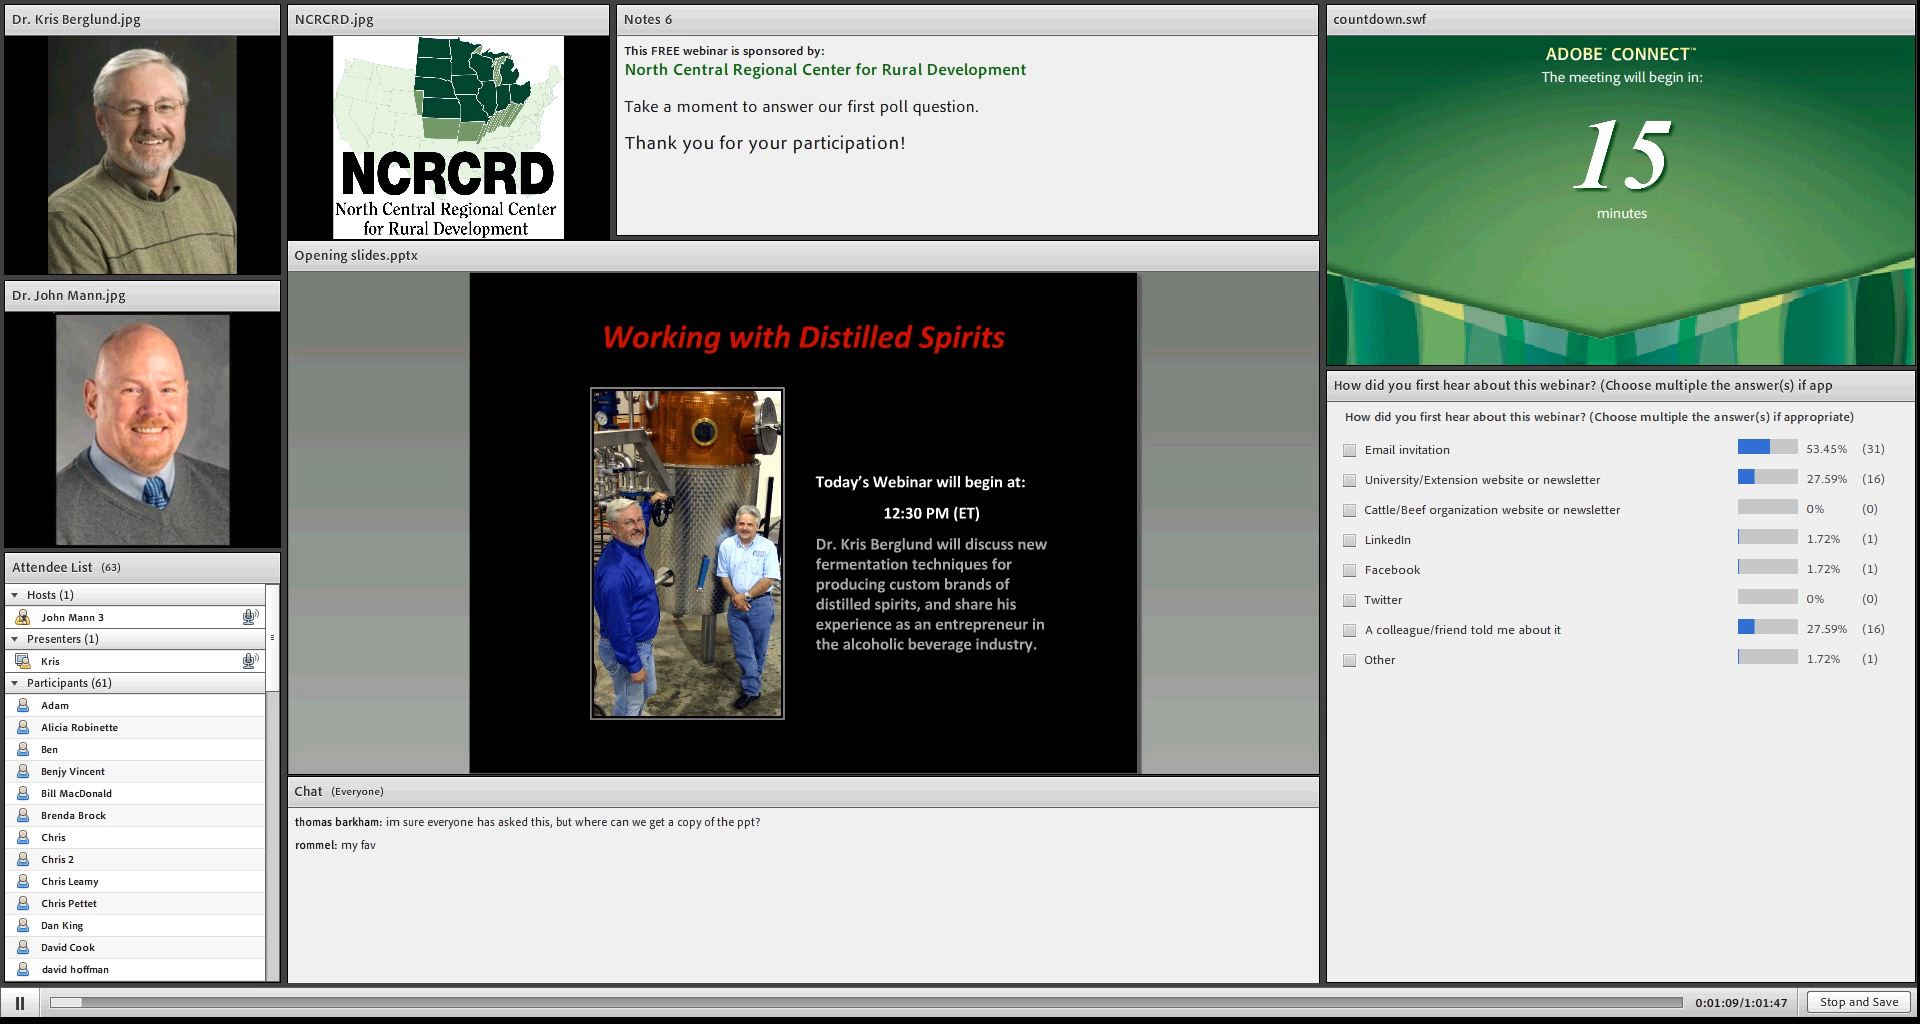 Dr. Kris Berglund.jpg
NCRCRD.jpg
NCRCRD
North Central Regional Center
for Rural Development
Notes 6
This FREE webinar is sponsored by:
North Central Regional Center for Rural Development
Take a moment to answer our first poll question.
Thank you for your participation!
countdown.swf
ADOBE® CONNECT™
The meeting will begin in:
15
minutes
Dr. John Mann.jpg
Opening slides.pptx
Working with Distilled Spirits
Today's Webinar will begin at:
12:30 PM (ET)
Dr. Kris Berglund will discuss new
fermentation techniques for
producing custom brands of
distilled spirits, and share his
experience as an entrepreneur in
the alcoholic beverage industry.
How did you first hear about this webinar? (Choose multiple the answer(s) if app
How did you first hear about this webinar? (Choose multiple the answer(s) if appropriate)
Email invitation 53.45% (31)
University/Extension website or newsletter 27.59% (16)
Cattle/Beef organization website or newsletter 0% (0)
LinkedIn 1.72% (1)
Facebook 1.72% (1)
Twitter 0% (0)
A colleague/friend told me about it 27.59% (16)
Other 1.72% (1)
Attendee List (63)
Hosts (1)
John Mann 3
Presenters (1)
Kris
Participants (61)
Adam
Alicia Robinette
Ben
Benjy Vincent
Bill MacDonald
Brenda Brock
Chris
Chris 2
Chris Leamy
Chris Pettet
Dan King
David Cook
david hoffman
Chat (Everyone)
thomas barkham: im sure everyone has asked this, but where can we get a copy of the ppt?
rommel: my fav
0:01:09/1:01:47
Stop and Save